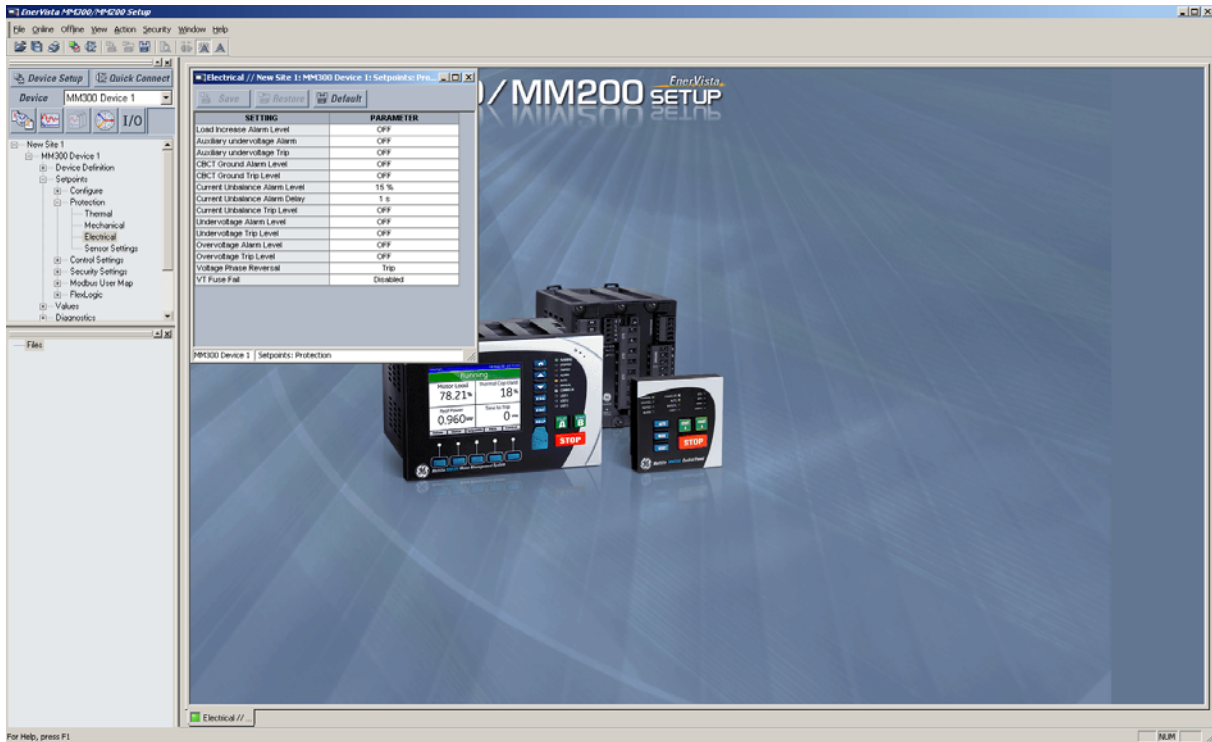 EnerVista MM300/MM200 Setup
File Online Offline View Action Security Window Help
Device Setup Quick Connect
Device MM300 Device 1
I/O
New Site 1
MM300 Device 1
Device Definition
Setpoints
Configure
Protection
Thermal
Mechanical
Electrical
Sensor Settings
Control Settings
Security Settings
Modbus User Map
FlexLogic
Values
Diagnostics
Files
Electrical // New Site 1: MM300 Device 1: Setpoints: Pro...
Save Restore Default
SETTING PARAMETER
Load Increase Alarm Level OFF
Auxiliary undervoltage Alarm OFF
Auxiliary undervoltage Trip OFF
CBCT Ground Alarm Level OFF
CBCT Ground Trip Level OFF
Current Unbalance Alarm Level 15 %
Current Unbalance Alarm Delay 1 s
Current Unbalance Trip Level OFF
Undervoltage Alarm Level OFF
Undervoltage Trip Level OFF
Overvoltage Alarm Level OFF
Overvoltage Trip Level OFF
Voltage Phase Reversal Trip
VT Fuse Fail Disabled
MM300 Device 1 Setpoints: Protection
EnerVista
/MM200 SETUP
Running
Motor Load Thermal Cap Used
78.21% 18%
Real Power Time to Trip
0.960 0
A B
STOP
STOP
Electrical // ...
For Help, press F1
NUM